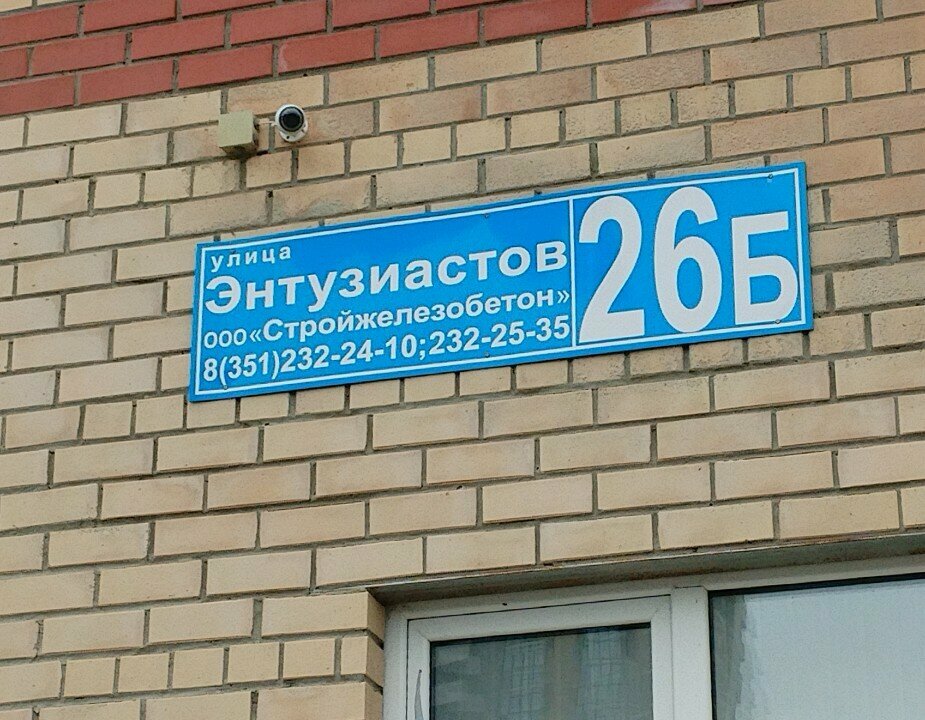 улица
Энтузиастов
ООО «Стройжелезобетон»
8(351)232-24-10;232-25-35
26Б